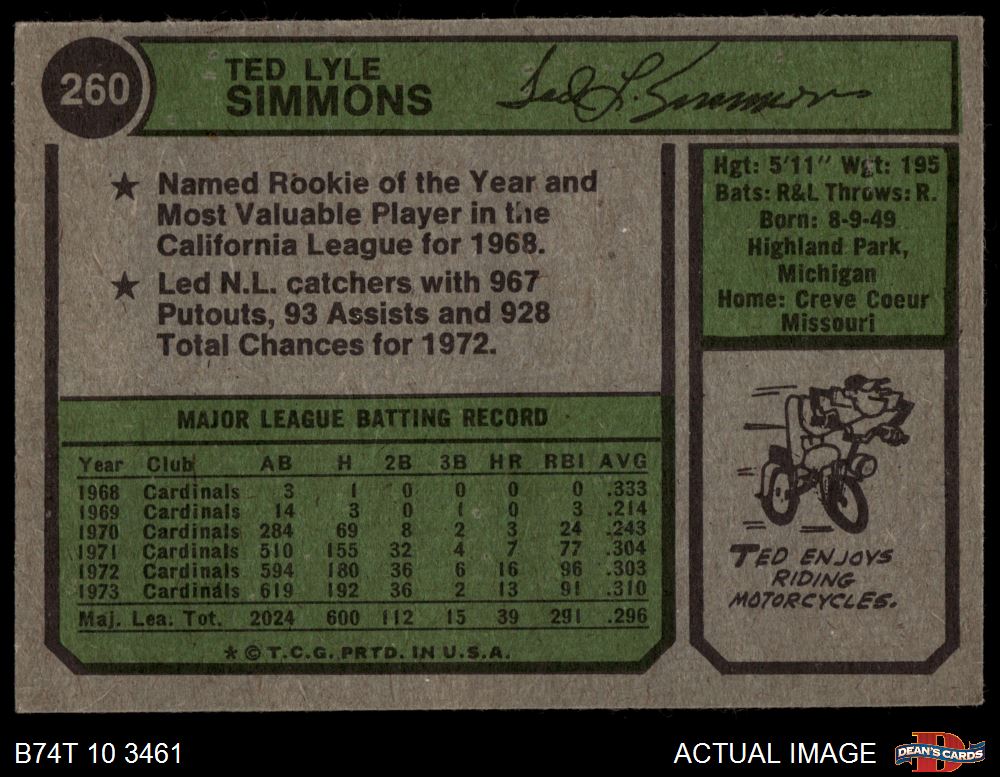 260
TED LYLE
SIMMONS
Ted L. Simmons
★ Named Rookie of the Year and
Most Valuable Player in the
California League for 1968.
★ Led N.L. catchers with 967
Putouts, 93 Assists and 928
Total Chances for 1972.
Hgt: 5'11" Wgt: 195
Bats: R&L Throws: R.
Born: 8-9-49
Highland Park,
Michigan
Home: Creve Coeur
Missouri
MAJOR LEAGUE BATTING RECORD
Year Club AB H 2B 3B HR RBI AVG
1968 Cardinals 3 1 0 0 0 0 .333
1969 Cardinals 14 3 0 1 0 3 .214
1970 Cardinals 284 69 8 2 3 24 .243
1971 Cardinals 510 155 32 4 7 77 .304
1972 Cardinals 594 180 36 6 16 96 .303
1973 Cardinals 619 192 36 2 13 91 .310
Maj. Lea. Tot. 2024 600 112 15 39 291 .296
* © T.C.G. PRTD. IN U.S.A.
TED ENJOYS
RIDING
MOTORCYCLES.
B74T 10 3461
ACTUAL IMAGE
DEAN'S CARDS